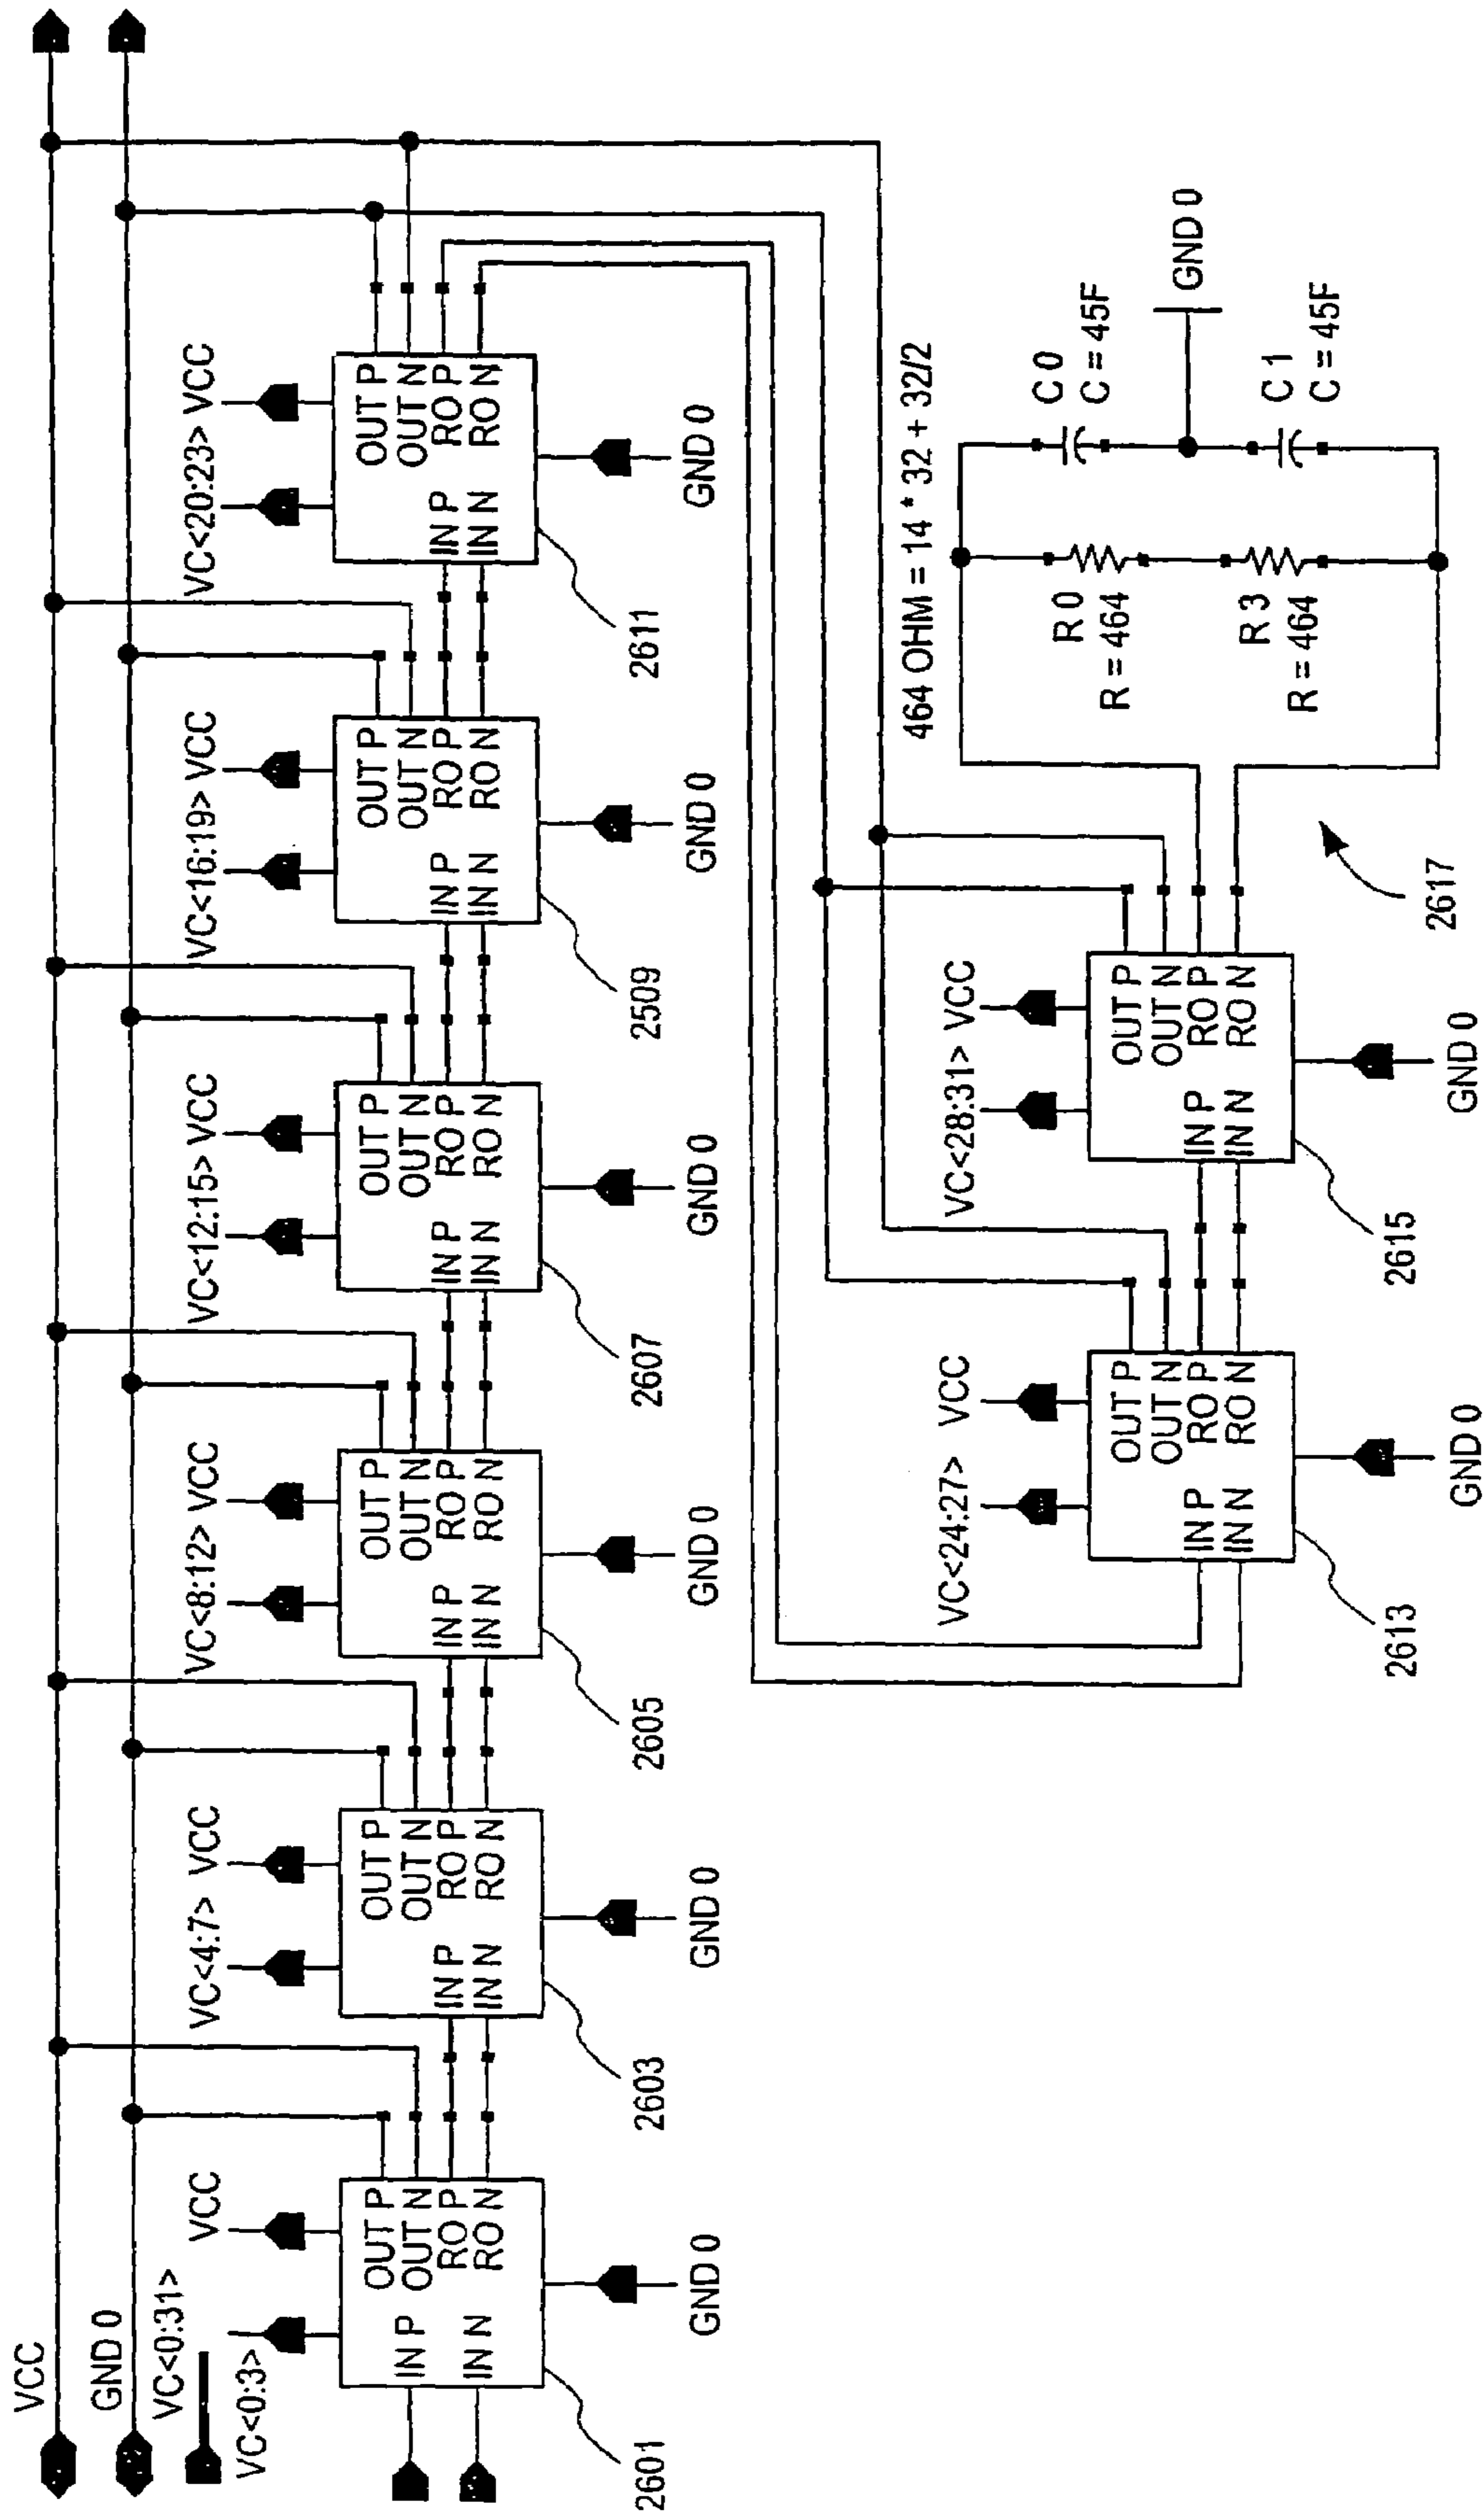 VCC
GND 0
VC<0:31>
VC<0:3>
VCC
IN P
IN N
OUT P
OUT N
RO P
RO N
GND 0
2601
VC<4:7>
VCC
IN P
IN N
OUT P
OUT N
RO P
RO N
GND 0
2603
VC<8:12>
VCC
IN P
IN N
OUT P
OUT N
RO P
RO N
GND 0
2605
VC<12:15>
VCC
IN P
IN N
OUT P
OUT N
RO P
RO N
GND 0
2607
VC<16:19>
VCC
IN P
IN N
OUT P
OUT N
RO P
RO N
GND 0
2509
VC<20:23>
VCC
IN P
IN N
OUT P
OUT N
RO P
RO N
GND 0
2611
VC<24:27>
VCC
IN P
IN N
OUT P
OUT N
RO P
RO N
GND 0
2613
VC<28:31>
VCC
IN P
IN N
OUT P
OUT N
RO P
RO N
GND 0
2615
464 OHM = 14 * 32 + 32/2
R 0
R = 464
R 3
R = 464
C 0
C = 45F
C 1
C = 45F
GND 0
2617